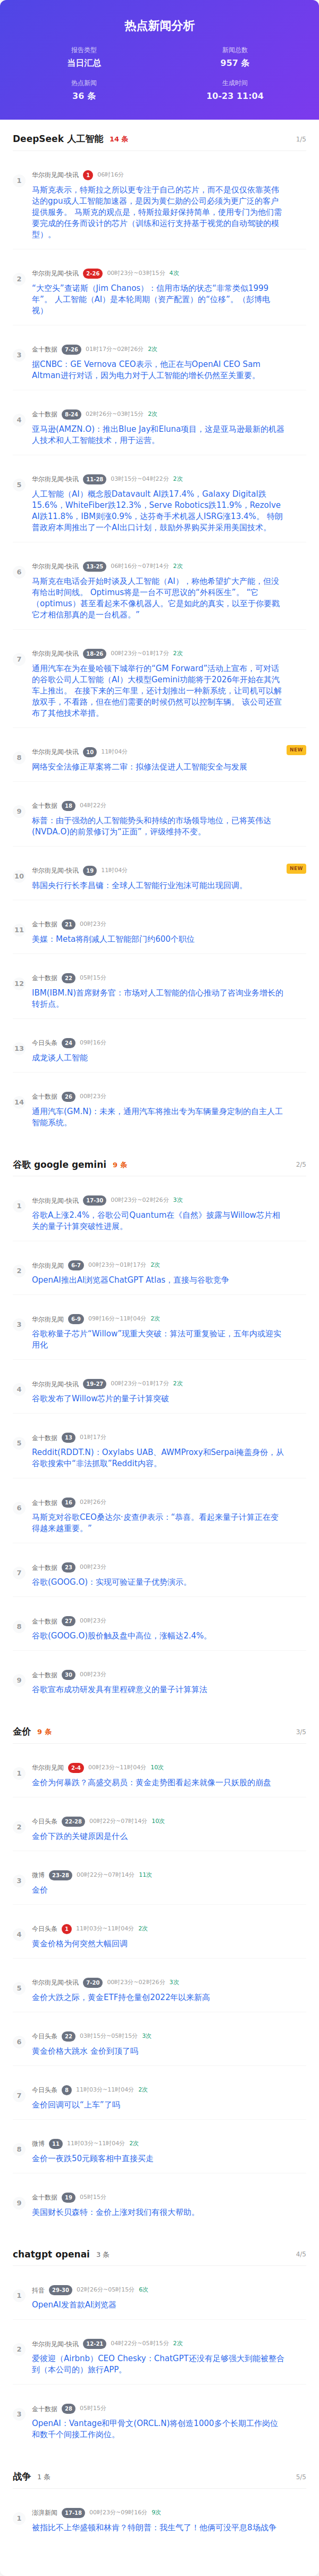 热点新闻分析
报告类型
新闻总数
当日汇总
957 条
热点新闻
生成时间
36 条
10-23 11:04
DeepSeek 人工智能 14 条 1/5
1
华尔街见闻-快讯 1 06时16分
马斯克表示，特斯拉之所以更专注于自己的芯片，而不是仅仅依靠英伟
达的gpu或人工智能加速器，是因为黄仁勋的公司必须为更广泛的客户
提供服务。 马斯克的观点是，特斯拉最好保持简单，使用专门为他们需
要完成的任务而设计的芯片（训练和运行支持基于视觉的自动驾驶的模
型）。
2
华尔街见闻-快讯 2-26 00时23分~03时15分 4次
“大空头”查诺斯（Jim Chanos）：信用市场的状态“非常类似1999
年”。 人工智能（AI）是本轮周期（资产配置）的“位移”。（彭博电
视）
3
金十数据 7-26 01时17分~02时26分 2次
据CNBC：GE Vernova CEO表示，他正在与OpenAI CEO Sam
Altman进行对话，因为电力对于人工智能的增长仍然至关重要。
4
金十数据 8-24 02时26分~03时15分 2次
亚马逊(AMZN.O)：推出Blue Jay和Eluna项目，这是亚马逊最新的机器
人技术和人工智能技术，用于运营。
5
华尔街见闻-快讯 11-28 03时15分~04时22分 2次
人工智能（AI）概念股Datavault AI跌17.4%，Galaxy Digital跌
15.6%，WhiteFiber跌12.3%，Serve Robotics跌11.9%，Rezolve
AI跌11.8%，IBM则涨0.9%，达芬奇手术机器人ISRG涨13.4%。 特朗
普政府本周推出了一个AI出口计划，鼓励外界购买并采用美国技术。
6
华尔街见闻-快讯 13-25 06时16分~07时14分 2次
马斯克在电话会开始时谈及人工智能（AI），称他希望扩大产能，但没
有给出时间线。 Optimus将是一台不可思议的“外科医生”。 “它
（optimus）甚至看起来不像机器人。它是如此的真实，以至于你要戳
它才相信那真的是一台机器。”
7
华尔街见闻-快讯 18-26 00时23分~01时17分 2次
通用汽车在为在曼哈顿下城举行的“GM Forward”活动上宣布，可对话
的谷歌公司人工智能（AI）大模型Gemini功能将于2026年开始在其汽
车上推出。 在接下来的三年里，还计划推出一种新系统，让司机可以解
放双手，不看路，但在他们需要的时候仍然可以控制车辆。 该公司还宣
布了其他技术举措。
8
华尔街见闻-快讯 10 11时04分 NEW
网络安全法修正草案将二审：拟修法促进人工智能安全与发展
9
金十数据 18 04时22分
标普：由于强劲的人工智能势头和持续的市场领导地位，已将英伟达
(NVDA.O)的前景修订为“正面”，评级维持不变。
10
华尔街见闻-快讯 19 11时04分 NEW
韩国央行行长李昌镛：全球人工智能行业泡沫可能出现回调。
11
金十数据 21 00时23分
美媒：Meta将削减人工智能部门约600个职位
12
金十数据 22 05时15分
IBM(IBM.N)首席财务官：市场对人工智能的信心推动了咨询业务增长的
转折点。
13
今日头条 24 09时16分
成龙谈人工智能
14
金十数据 26 00时23分
通用汽车(GM.N)：未来，通用汽车将推出专为车辆量身定制的自主人工
智能系统。
谷歌 google gemini 9 条 2/5
1
华尔街见闻-快讯 17-30 00时23分~02时26分 3次
谷歌A上涨2.4%，谷歌公司Quantum在《自然》披露与Willow芯片相
关的量子计算突破性进展。
2
华尔街见闻 6-7 00时23分~01时17分 2次
OpenAI推出AI浏览器ChatGPT Atlas，直接与谷歌竞争
3
华尔街见闻 6-9 09时16分~11时04分 2次
谷歌称量子芯片“Willow”现重大突破：算法可重复验证，五年内或迎实
用化
4
华尔街见闻-快讯 19-27 00时23分~01时17分 2次
谷歌发布了Willow芯片的量子计算突破
5
金十数据 13 01时17分
Reddit(RDDT.N)：Oxylabs UAB、AWMProxy和Serpai掩盖身份，从
谷歌搜索中“非法抓取”Reddit内容。
6
金十数据 16 02时26分
马斯克对谷歌CEO桑达尔·皮查伊表示：“恭喜。看起来量子计算正在变
得越来越重要。”
7
金十数据 23 00时23分
谷歌(GOOG.O)：实现可验证量子优势演示。
8
金十数据 27 00时23分
谷歌(GOOG.O)股价触及盘中高位，涨幅达2.4%。
9
金十数据 30 00时23分
谷歌宣布成功研发具有里程碑意义的量子计算算法
金价 9 条 3/5
1
华尔街见闻 2-4 00时23分~11时04分 10次
金价为何暴跌？高盛交易员：黄金走势图看起来就像一只妖股的崩盘
2
今日头条 22-28 00时22分~07时14分 10次
金价下跌的关键原因是什么
3
微博 23-28 00时22分~07时14分 11次
金价
4
今日头条 1 11时03分~11时04分 2次
黄金价格为何突然大幅回调
5
华尔街见闻-快讯 7-20 00时23分~02时26分 3次
金价大跌之际，黄金ETF持仓量创2022年以来新高
6
今日头条 22 03时15分~05时15分 3次
黄金价格大跳水 金价到顶了吗
7
今日头条 8 11时03分~11时04分 2次
金价回调可以“上车”了吗
8
微博 11 11时03分~11时04分 2次
金价一夜跌50元顾客相中直接买走
9
金十数据 19 05时15分
美国财长贝森特：金价上涨对我们有很大帮助。
chatgpt openai 3 条 4/5
1
抖音 29-30 02时26分~05时15分 6次
OpenAI发首款AI浏览器
2
华尔街见闻-快讯 12-21 04时22分~05时15分 2次
爱彼迎（Airbnb）CEO Chesky：ChatGPT还没有足够强大到能被整合
到（本公司的）旅行APP。
3
金十数据 28 05时15分
OpenAI：Vantage和甲骨文(ORCL.N)将创造1000多个长期工作岗位
和数千个间接工作岗位。
战争 1 条 5/5
1
澎湃新闻 17-18 00时23分~09时16分 9次
被指比不上华盛顿和林肯？特朗普：我生气了！他俩可没平息8场战争